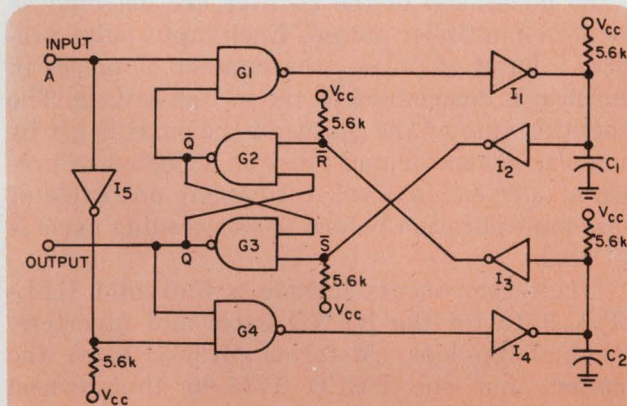 INPUT
A
G1
I1
VCC
5.6k
C1
VCC
5.6k
Q̄
G2
R̄
I2
I5
VCC
5.6k
OUTPUT
Q
G3
S̄
I3
5.6k
VCC
G4
I4
C2
5.6k
VCC